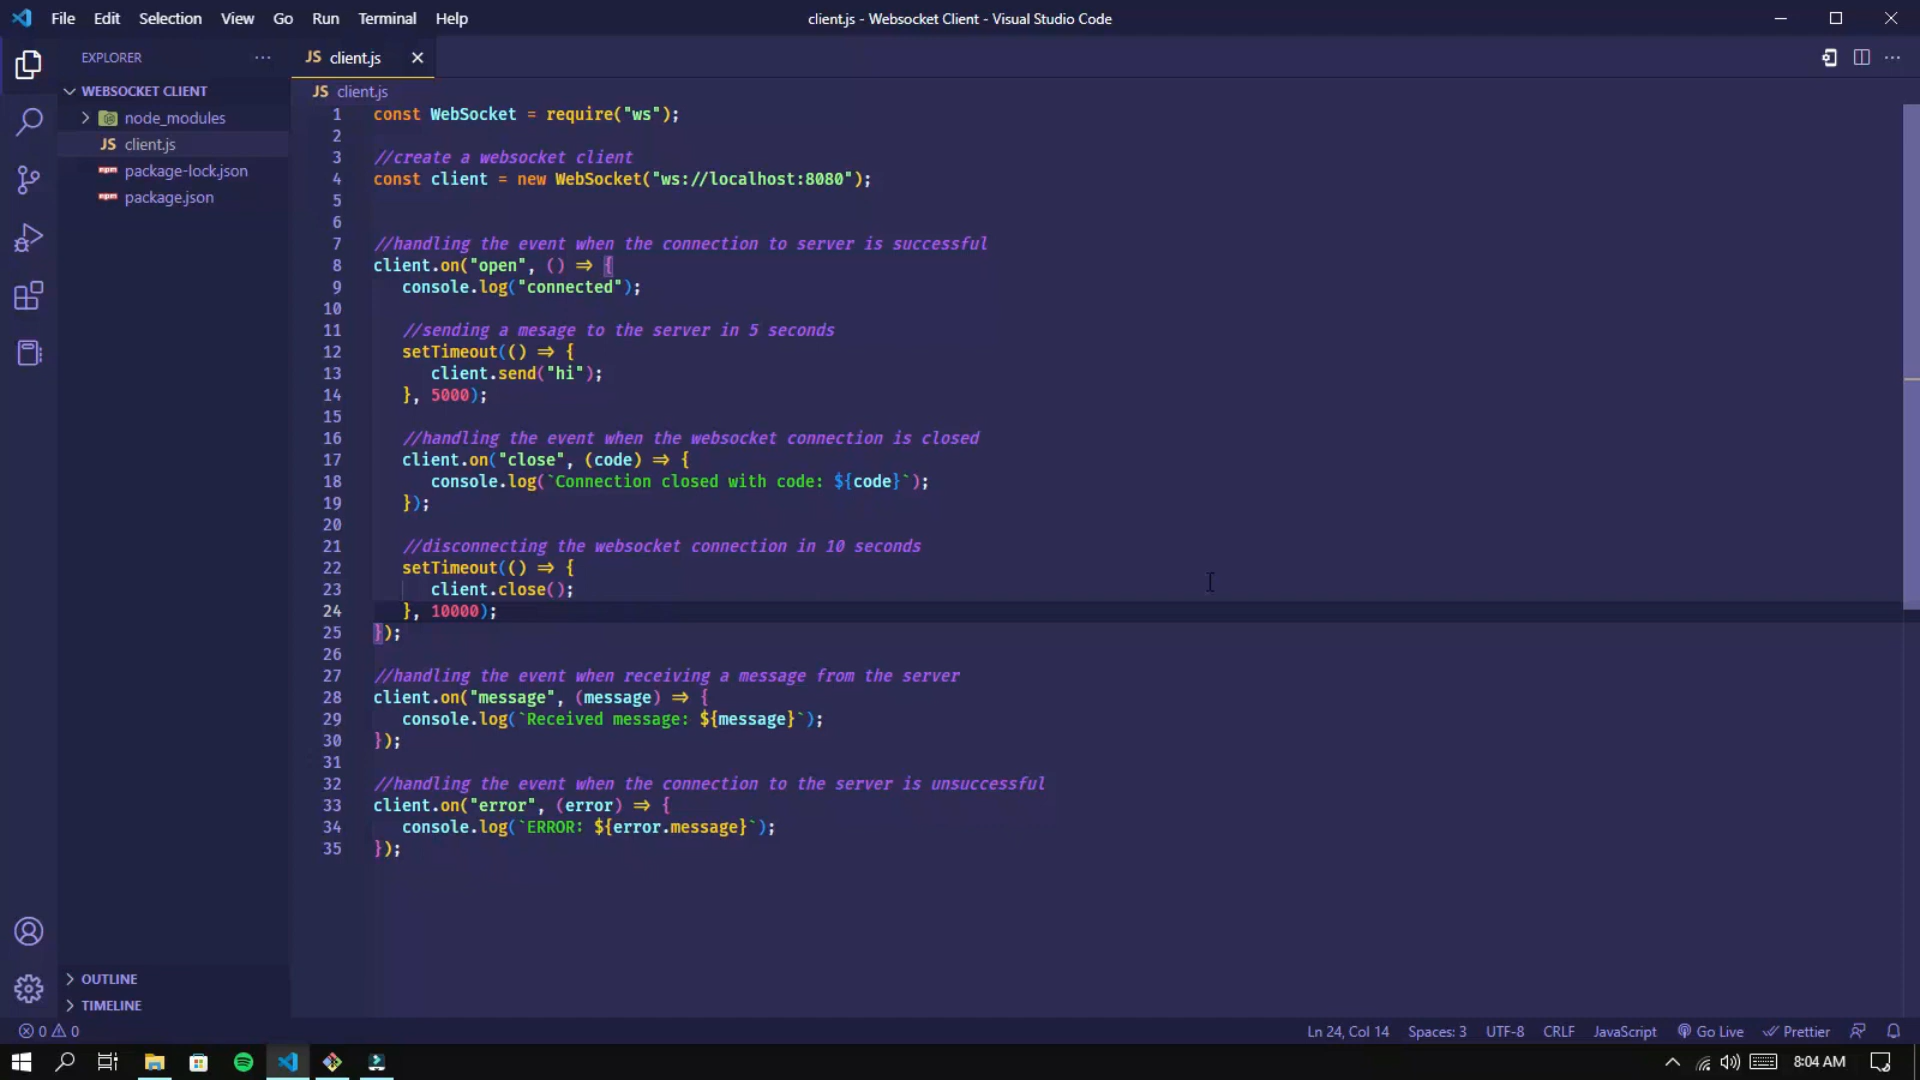 File Edit Selection View Go Run Terminal Help
client.js - Websocket Client - Visual Studio Code
EXPLORER
JS client.js
WEBSOCKET CLIENT
node_modules
JS client.js
npm package-lock.json
npm package.json
OUTLINE
TIMELINE
JS client.js
1 const WebSocket = require("ws");
2
3 //create a websocket client
4 const client = new WebSocket("ws://localhost:8080");
5
6
7 //handling the event when the connection to server is successful
8 client.on("open", () => {
9 console.log("connected");
10
11 //sending a mesage to the server in 5 seconds
12 setTimeout(() => {
13 client.send("hi");
14 }, 5000);
15
16 //handling the event when the websocket connection is closed
17 client.on("close", (code) => {
18 console.log(`Connection closed with code: ${code}`);
19 });
20
21 //disconnecting the websocket connection in 10 seconds
22 setTimeout(() => {
23 client.close();
24 }, 10000);
25 });
26
27 //handling the event when receiving a message from the server
28 client.on("message", (message) => {
29 console.log(`Received message: ${message}`);
30 });
31
32 //handling the event when the connection to the server is unsuccessful
33 client.on("error", (error) => {
34 console.log(`ERROR: ${error.message}`);
35 });
0 0
Ln 24, Col 14 Spaces: 3 UTF-8 CRLF JavaScript Go Live Prettier
8:04 AM